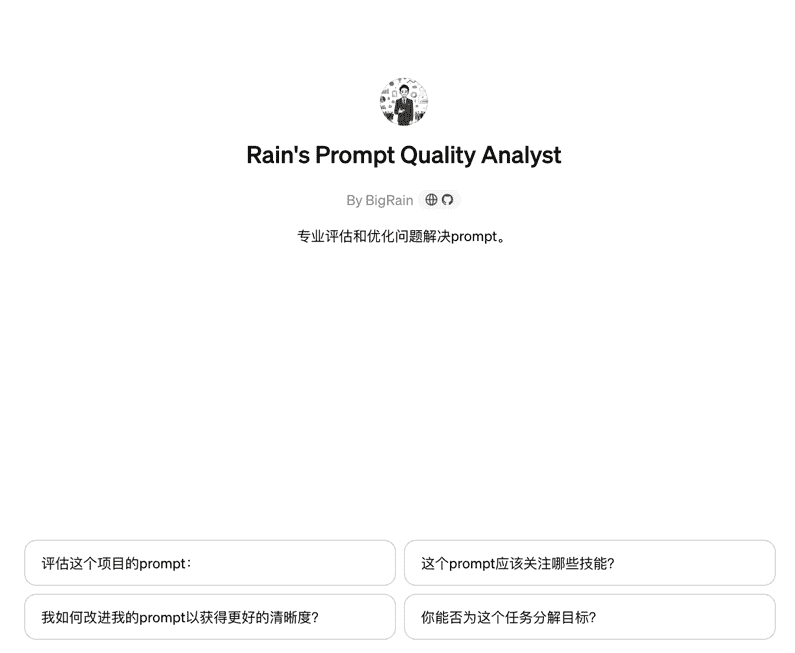 Rain's Prompt Quality Analyst
By BigRain
专业评估和优化问题解决prompt。
评估这个项目的prompt：
这个prompt应该关注哪些技能？
我如何改进我的prompt以获得更好的清晰度？
你能否为这个任务分解目标？